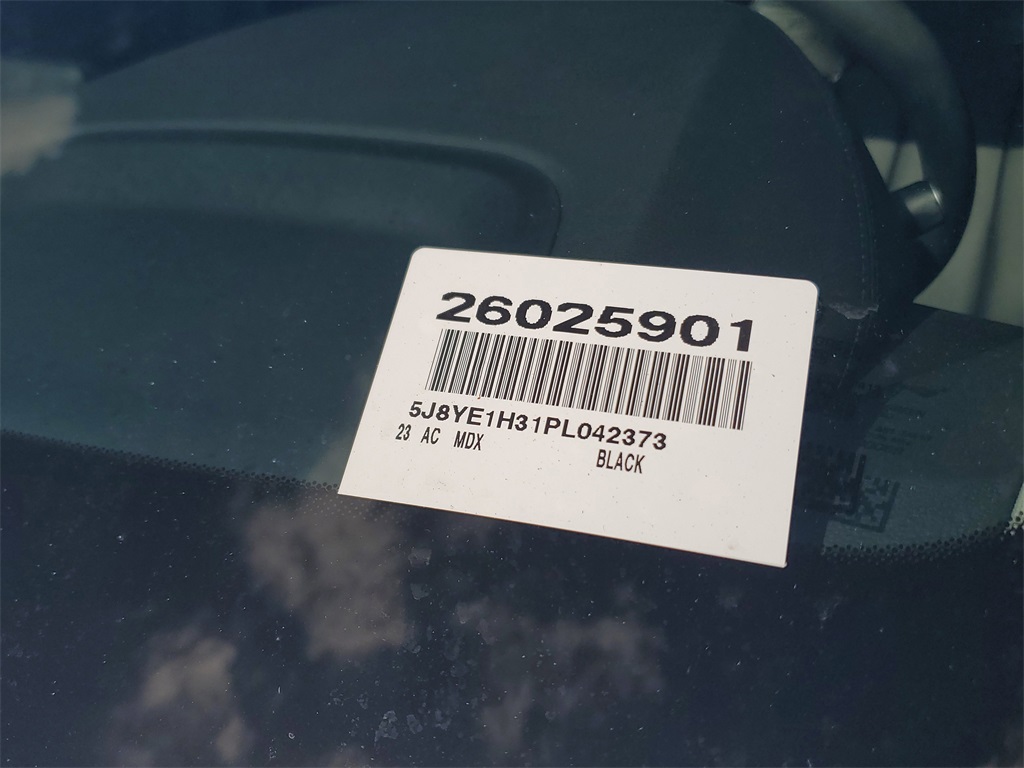 26025901
5J8YE1H31PL042373
23 AC MDX
BLACK